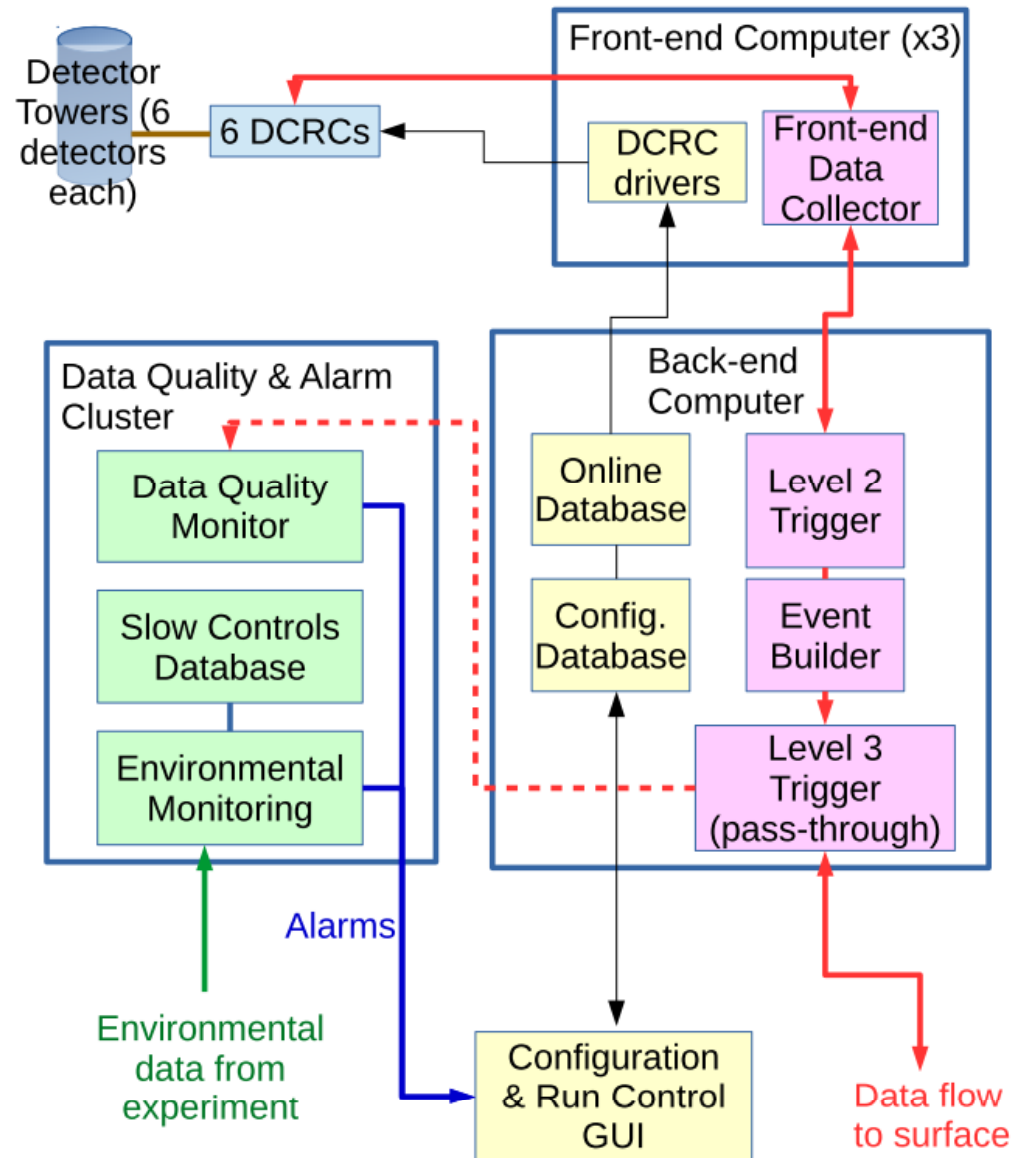 Detector
Towers (6
detectors
each)
6 DCRCs
Front-end Computer (x3)
DCRC
drivers
Front-end
Data
Collector
Data Quality & Alarm
Cluster
Data Quality
Monitor
Slow Controls
Database
Environmental
Monitoring
Back-end
Computer
Online
Database
Config.
Database
Level 2
Trigger
Event
Builder
Level 3
Trigger
(pass-through)
Alarms
Environmental
data from
experiment
Configuration
& Run Control
GUI
Data flow
to surface